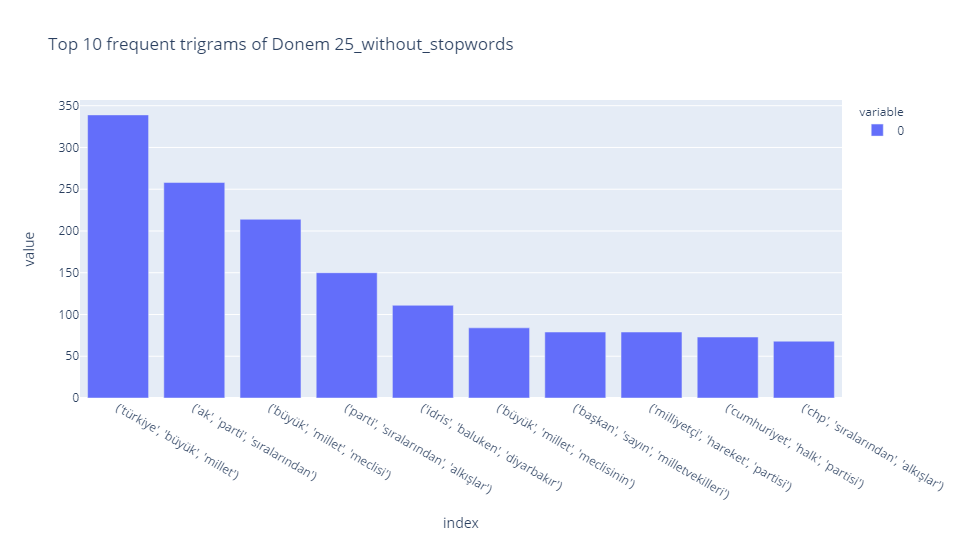 Top 10 frequent trigrams of Donem 25_without_stopwords
variable
0
value
350
300
250
200
150
100
50
0
('türkiye', 'büyük', 'millet')
('ak', 'parti', 'sıralarından')
('büyük', 'millet', 'meclisi')
('parti', 'sıralarından', 'alkışlar')
('idris', 'baluken', 'diyarbakır')
('büyük', 'millet', 'meclisinin')
('başkan', 'sayın', 'milletvekilleri')
('milliyetçi', 'hareket', 'partisi')
('cumhuriyet', 'halk', 'partisi')
('chp', 'sıralarından', 'alkışlar')
index